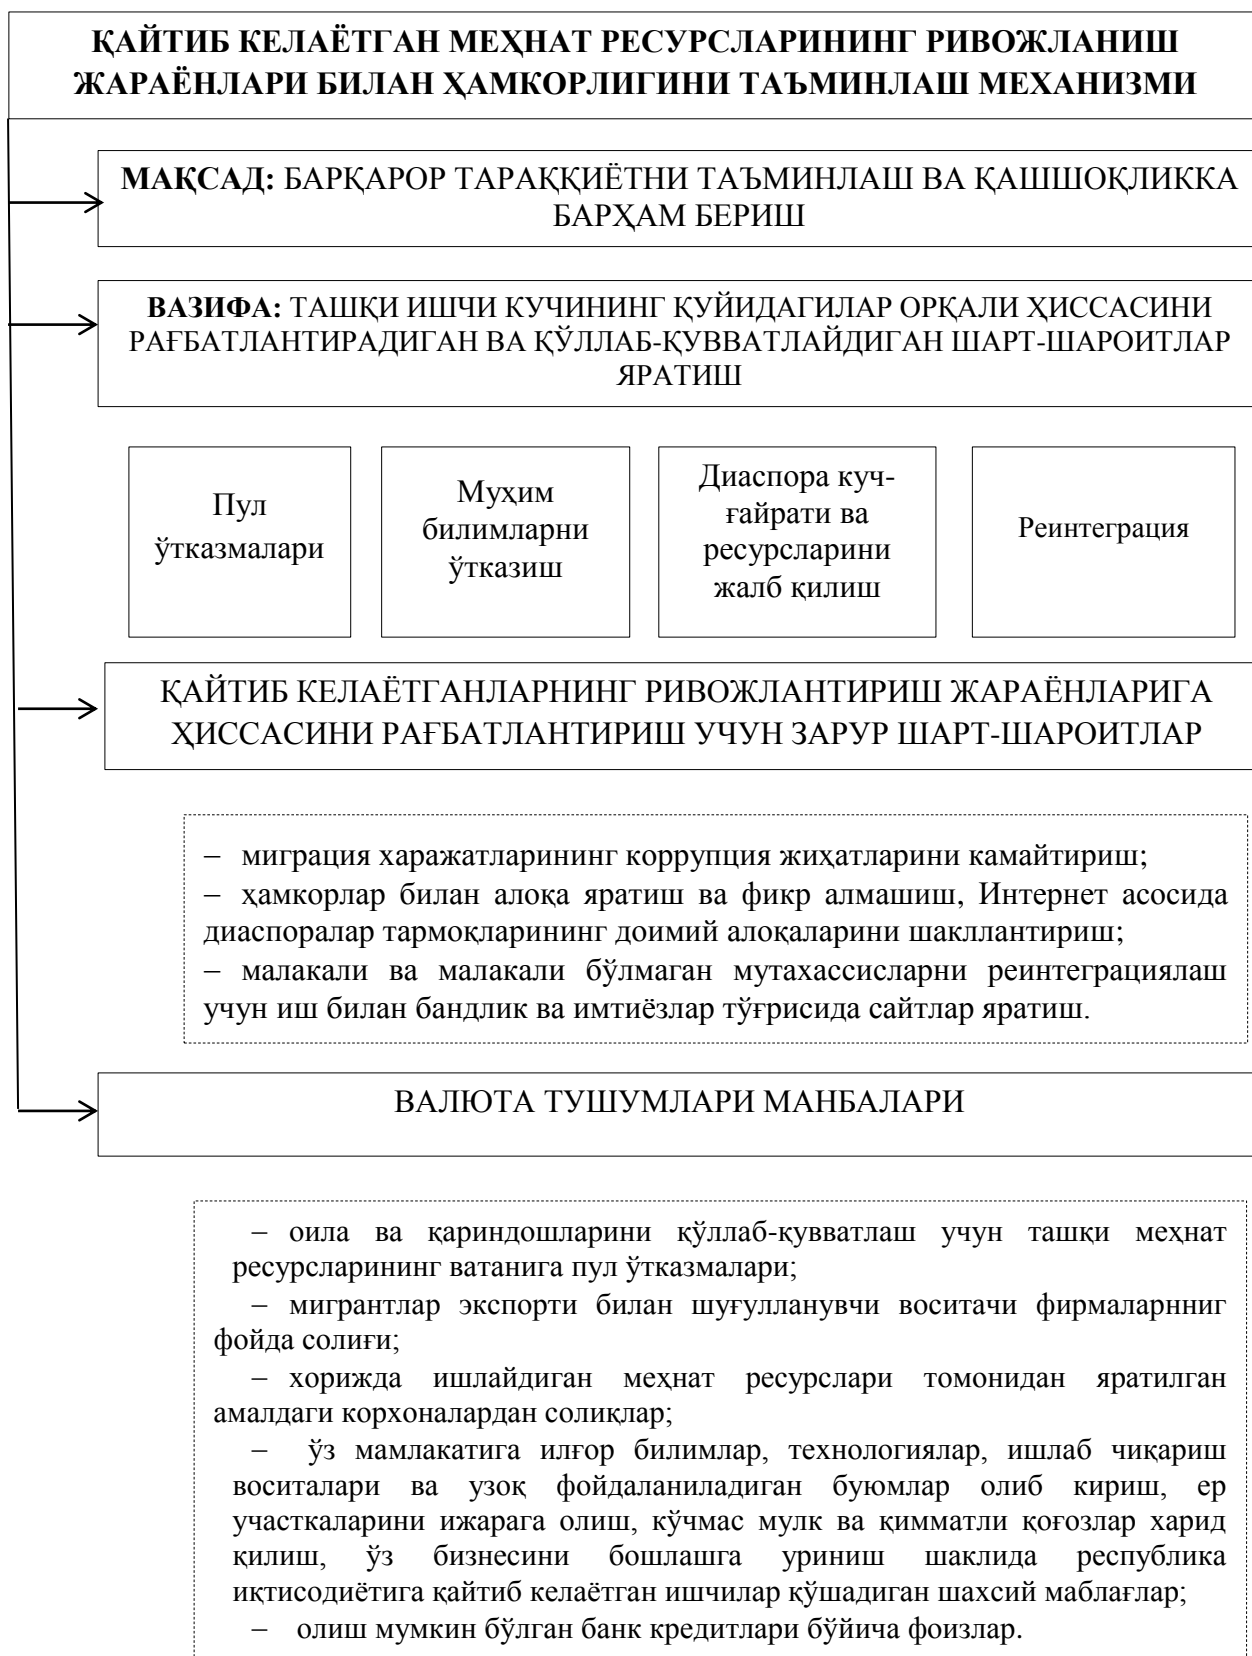 ҚАЙТИБ КЕЛАЁТГАН МЕҲНАТ РЕСУРСЛАРИНИНГ РИВОЖЛАНИШ
ЖАРАЁНЛАРИ БИЛАН ҲАМКОРЛИГИНИ ТАЪМИНЛАШ МЕХАНИЗМИ
МАҚСАД: БАРҚАРОР ТАРАҚҚИЁТНИ ТАЪМИНЛАШ ВА ҚАШШОҚЛИККА
БАРҲАМ БЕРИШ
ВАЗИФА: ТАШҚИ ИШЧИ КУЧИНИНГ ҚУЙИДАГИЛАР ОРҚАЛИ ҲИССАСИНИ
РАҒБАТЛАНТИРАДИГАН ВА ҚЎЛЛАБ-ҚУВВАТЛАЙДИГАН ШАРТ-ШАРОИТЛАР
ЯРАТИШ
Пул
ўтказмалари
Муҳим
билимларни
ўтказиш
Диаспора куч-
ғайрати ва
ресурсларини
жалб қилиш
Реинтеграция
ҚАЙТИБ КЕЛАЁТГАНЛАРНИНГ РИВОЖЛАНТИРИШ ЖАРАЁНЛАРИГА
ҲИССАСИНИ РАҒБАТЛАНТИРИШ УЧУН ЗАРУР ШАРТ-ШАРОИТЛАР
– миграция харажатларининг коррупция жиҳатларини камайтириш;
– ҳамкорлар билан алоқа яратиш ва фикр алмашиш, Интернет асосида
диаспоралар тармоқларининг доимий алоқаларини шакллантириш;
– малакали ва малакали бўлмаган мутахассисларни реинтеграциялаш
учун иш билан бандлик ва имтиёзлар тўғрисида сайтлар яратиш.
ВАЛЮТА ТУШУМЛАРИ МАНБАЛАРИ
– оила ва қариндошларини қўллаб-қувватлаш учун ташқи меҳнат
ресурсларининг ватанига пул ўтказмалари;
– мигрантлар экспорти билан шуғулланувчи воситачи фирмаларнниг
фойда солиғи;
– хорижда ишлайдиган меҳнат ресурслари томонидан яратилган
амалдаги корхоналардан солиқлар;
– ўз мамлакатига илғор билимлар, технологиялар, ишлаб чиқариш
воситалари ва узоқ фойдаланиладиган буюмлар олиб кириш, ер
участкаларини ижарага олиш, кўчмас мулк ва қимматли қоғозлар харид
қилиш, ўз бизнесини бошлашга уриниш шаклида республика
иқтисодиётига қайтиб келаётган ишчилар қўшадиган шахсий маблағлар;
– олиш мумкин бўлган банк кредитлари бўйича фоизлар.